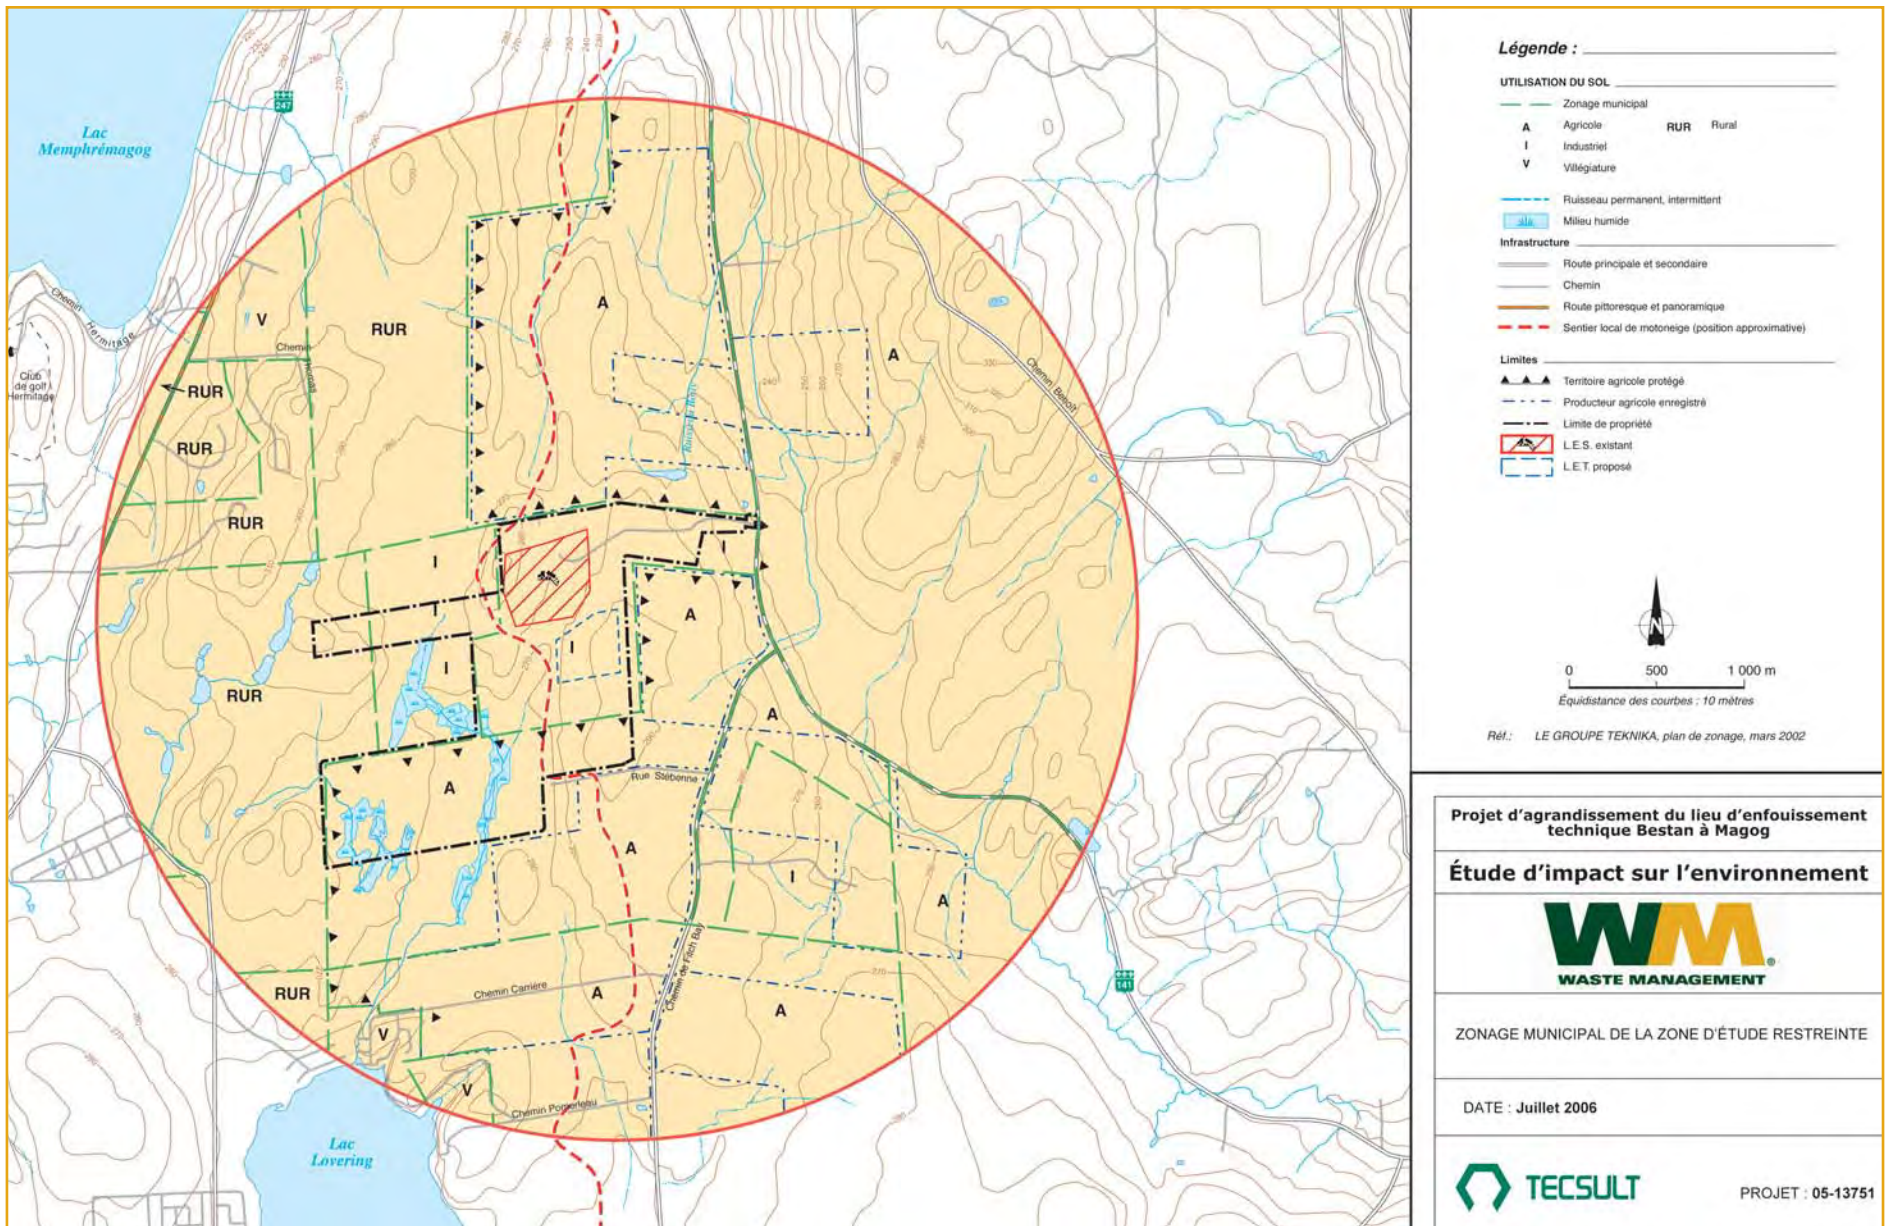 247
Lac
Memphrémagog
Chemin Hermitage
Club
de golf
Hermitage
V
RUR
A
Chemin
Thomas
A
Chemin Benoît
RUR
RUR
RUR
I
I
I
A
I
I
RUR
A
A
Rue Stébenne
A
I
A
Chemin de Fitch Bay
RUR
Chemin Carrière
A
A
141
V
V
Chemin Pomerleau
Lac
Lovering
Légende :
UTILISATION DU SOL
Zonage municipal
A Agricole RUR Rural
I Industriel
V Villégiature
Ruisseau permanent, intermittent
Milieu humide
Infrastructure
Route principale et secondaire
Chemin
Route pittoresque et panoramique
Sentier local de motoneige (position approximative)
Limites
Territoire agricole protégé
Producteur agricole enregistré
Limite de propriété
L.E.S. existant
L.E.T. proposé
N
0 500 1 000 m
Équidistance des courbes : 10 mètres
Réf.: LE GROUPE TEKNIKA, plan de zonage, mars 2002
Projet d'agrandissement du lieu d'enfouissement
technique Bestan à Magog
Étude d'impact sur l'environnement
WM
WASTE MANAGEMENT
ZONAGE MUNICIPAL DE LA ZONE D'ÉTUDE RESTREINTE
DATE : Juillet 2006
TECSULT
PROJET : 05-13751